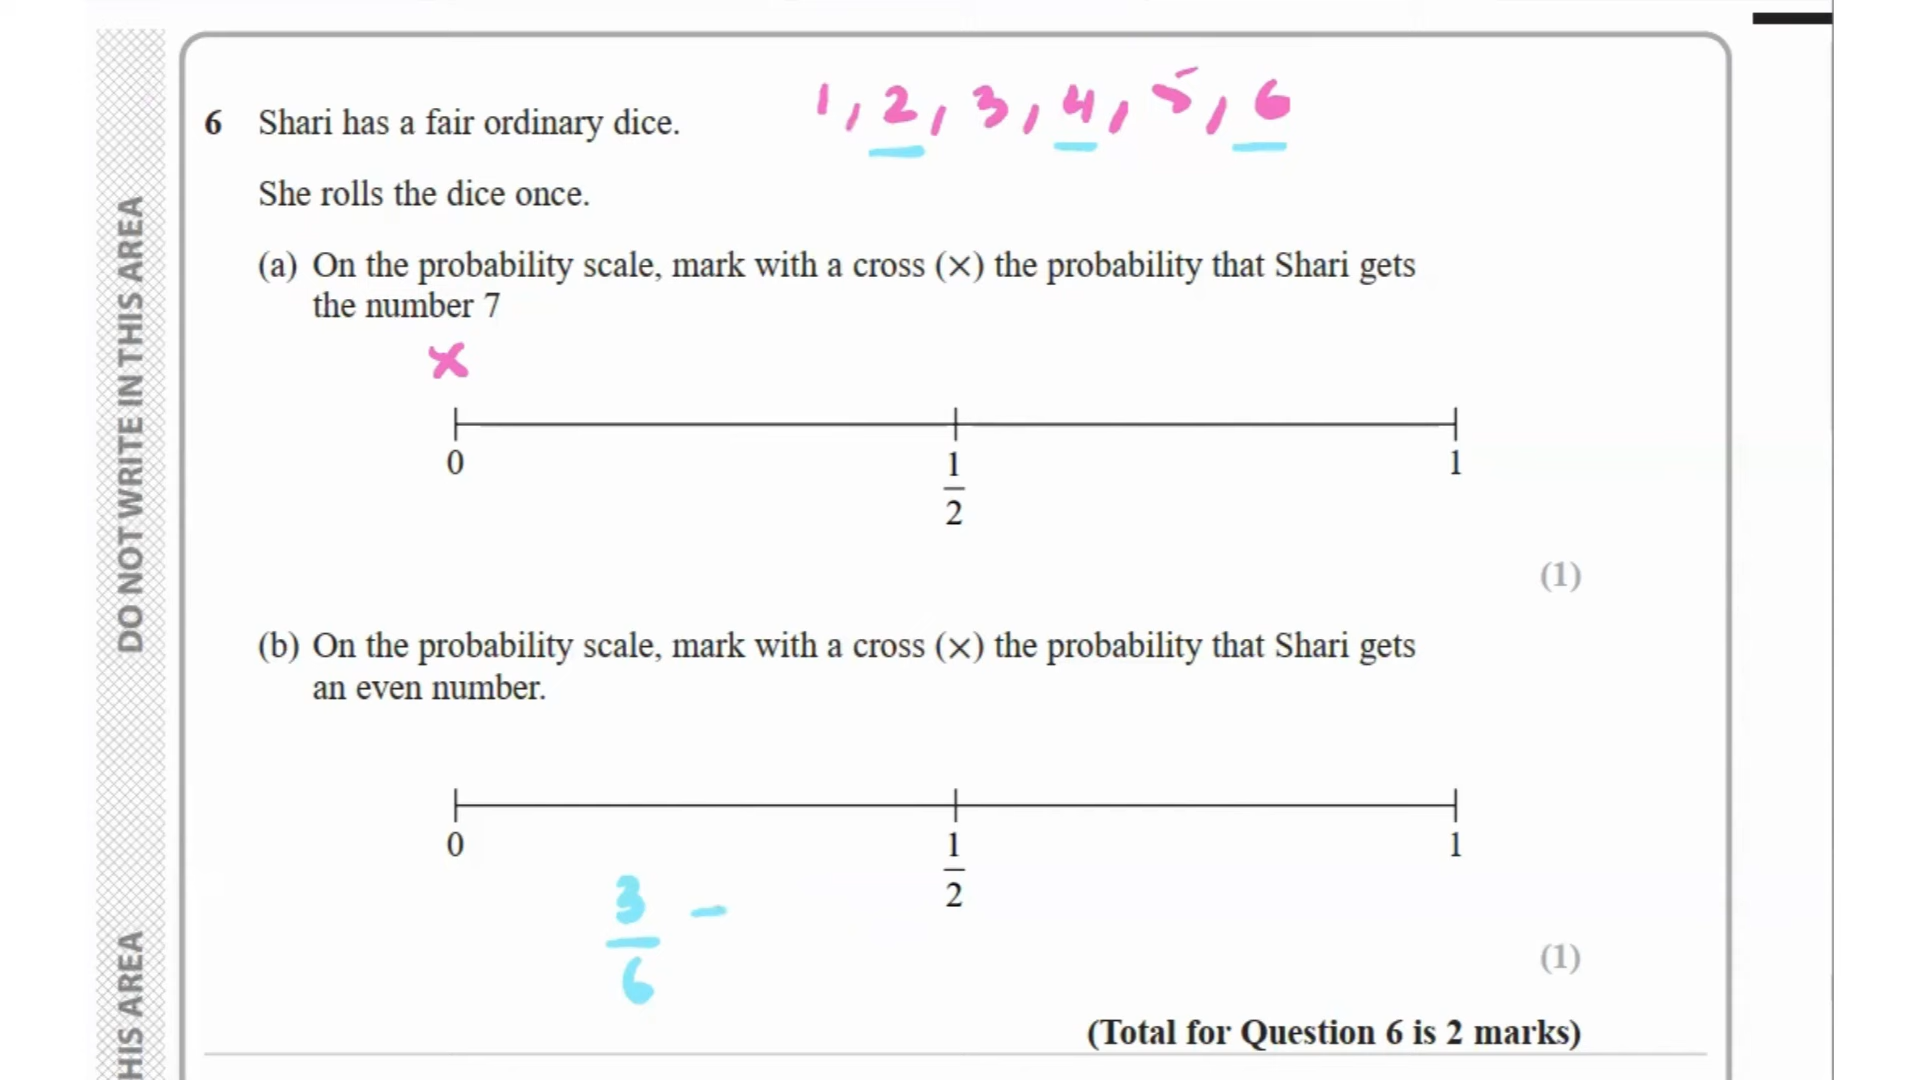 1, 2, 3, 4, 5, 6
6 Shari has a fair ordinary dice.
She rolls the dice once.
(a) On the probability scale, mark with a cross (×) the probability that Shari gets
the number 7
×
0 1/2 1
(1)
(b) On the probability scale, mark with a cross (×) the probability that Shari gets
an even number.
0 1/2 1
3/6 -
(1)
(Total for Question 6 is 2 marks)
DO NOT WRITE IN THIS AREA
HIS AREA